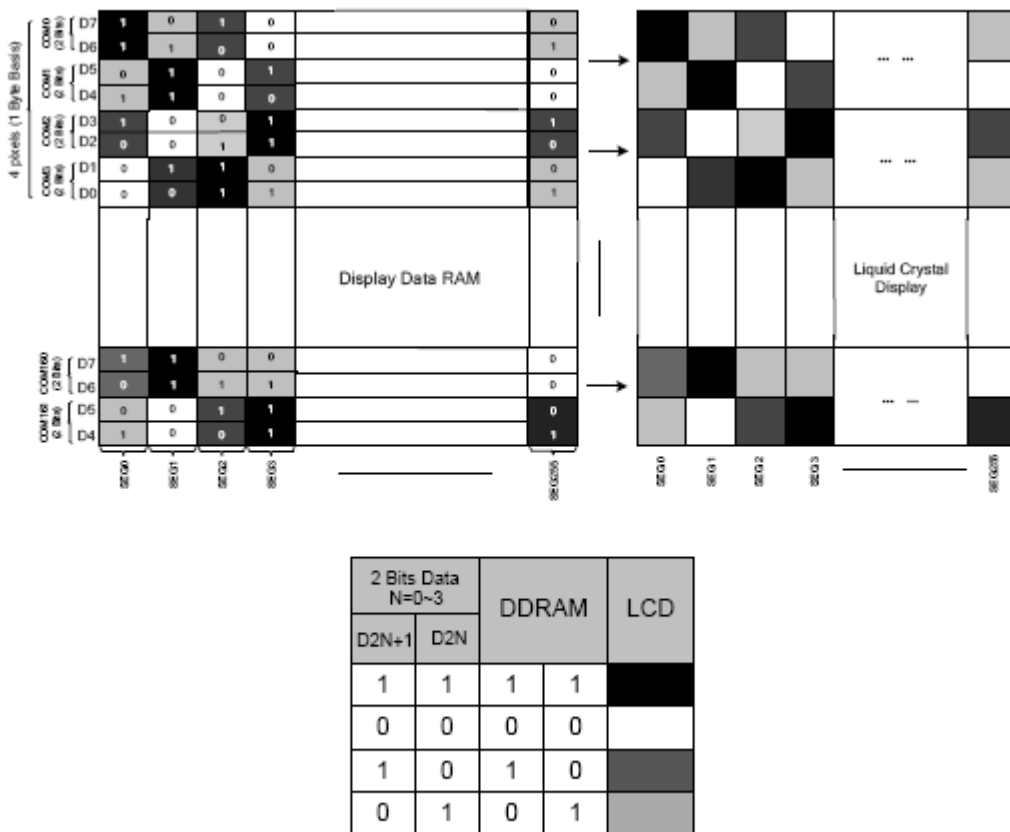 4 pixels (1 Byte Basis)
COM0
(2 Bits)
D7 1 0 1 0 0
D6 1 1 0 0 1
COM1
(2 Bits)
D5 0 1 0 1 0
D4 1 1 0 0 0
COM2
(2 Bits)
D3 1 0 0 1 1
D2 0 0 1 1 0
COM3
(2 Bits)
D1 0 1 1 0 0
D0 0 0 1 1 1
... ...
... ...
Display Data RAM
Liquid Crystal
Display
COM160
(2 Bits)
D7 1 1 0 0 0
D6 0 1 1 1 0
COM161
(2 Bits)
D5 0 0 1 1 0
D4 1 0 0 1 1
... ...
SEG0 SEG1 SEG2 SEG3 SEG255
SEG0 SEG1 SEG2 SEG3 SEG255
2 Bits Data
N=0~3
DDRAM LCD
D2N+1 D2N
1 1 1 1
0 0 0 0
1 0 1 0
0 1 0 1